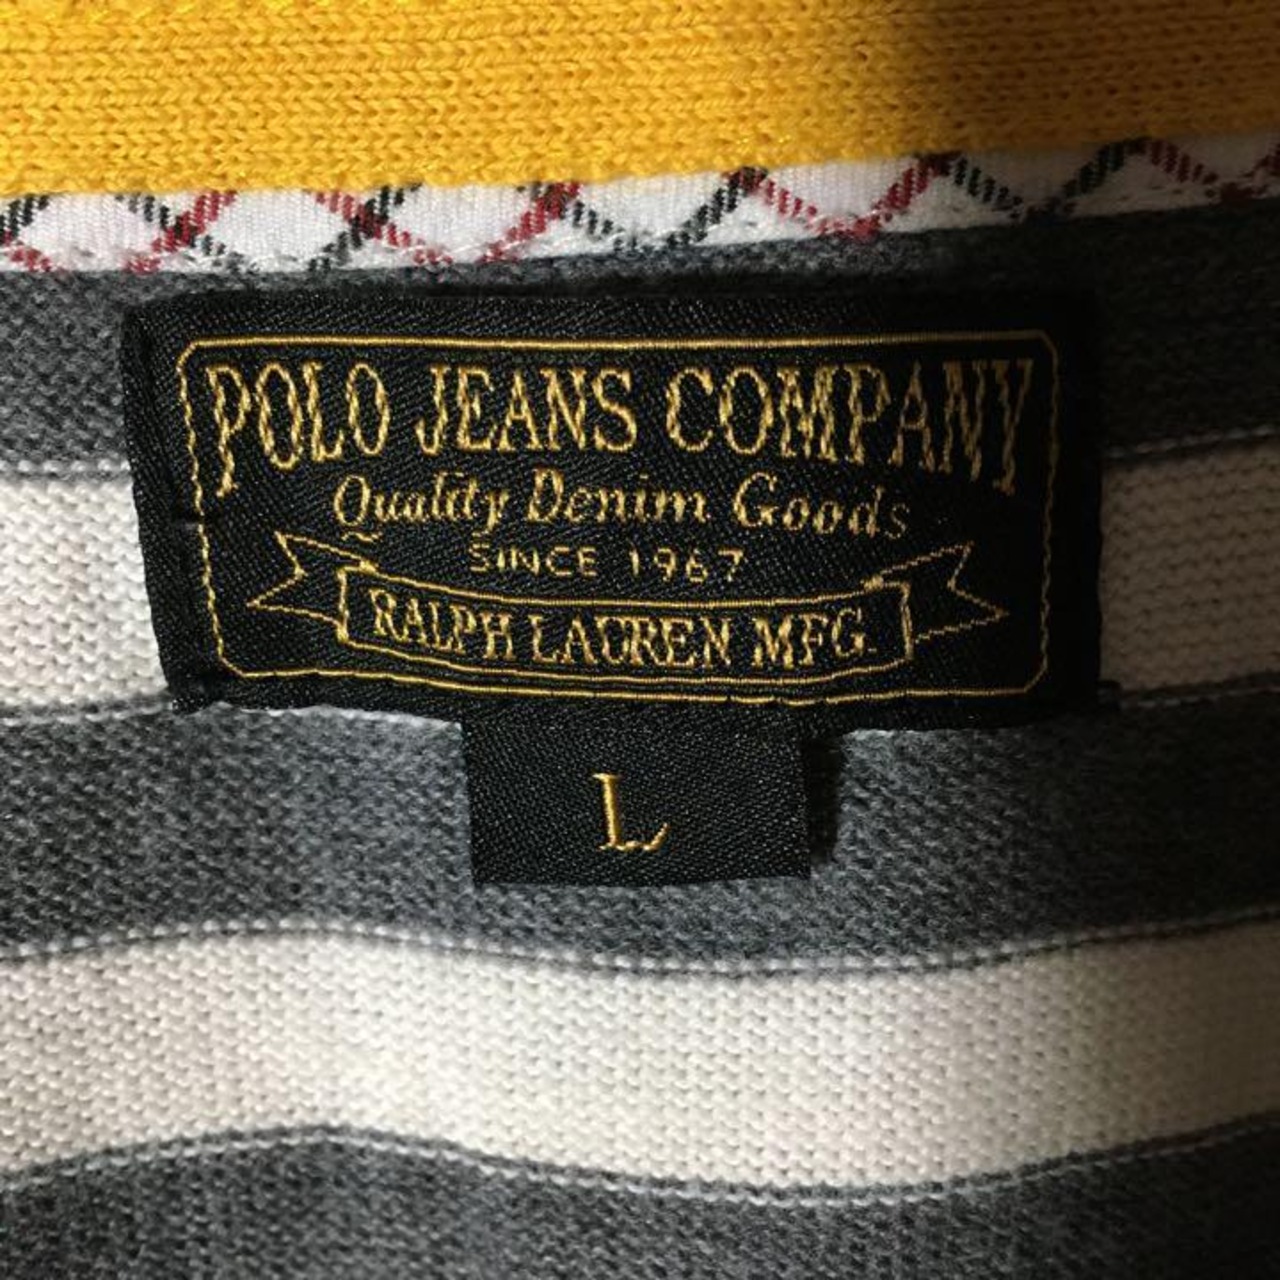 POLO JEANS COMPANY
Quality Denim Goods
SINCE 1967
RALPH LAUREN MFG.
L